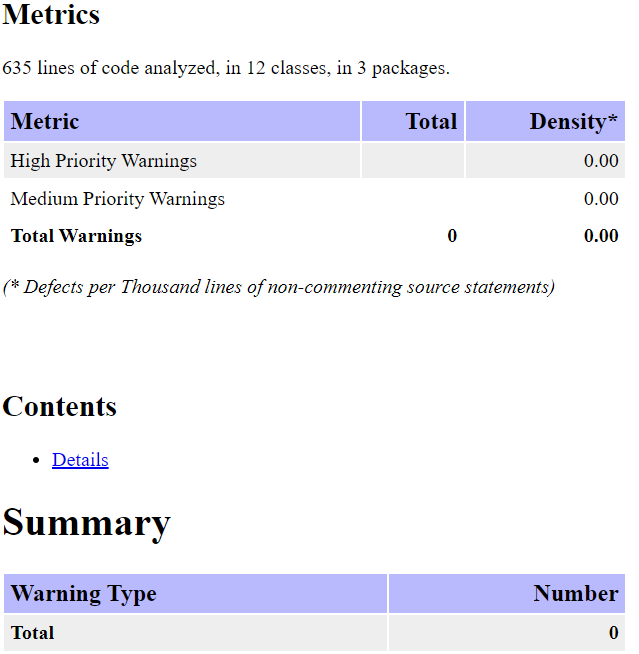 Metrics
635 lines of code analyzed, in 12 classes, in 3 packages.
Metric Total Density*
High Priority Warnings 0.00
Medium Priority Warnings 0.00
Total Warnings 0 0.00
(* Defects per Thousand lines of non-commenting source statements)
Contents
• Details
Summary
Warning Type Number
Total 0